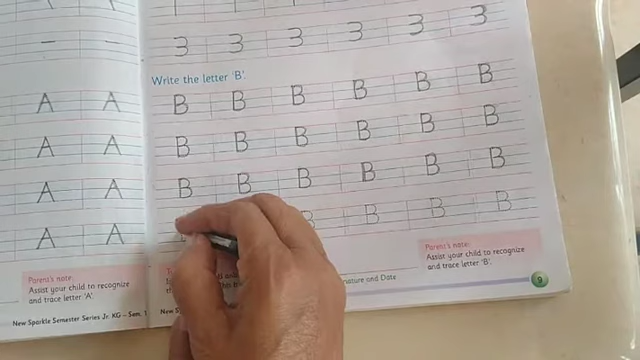 A A
3 3 3 3 3 3
Write the letter 'B'.
A A
B B B B B B
A A
B B B B B B
A A
B B B B B B
A A
B B B B
Parent's note:
Assist your child to recognize
and trace letter 'A'.
Parent's note:
Assist your child to recognize
and trace letter 'B'.
and Date
New Sparkle Semester Series Jr. KG - Sem. 1
New
9